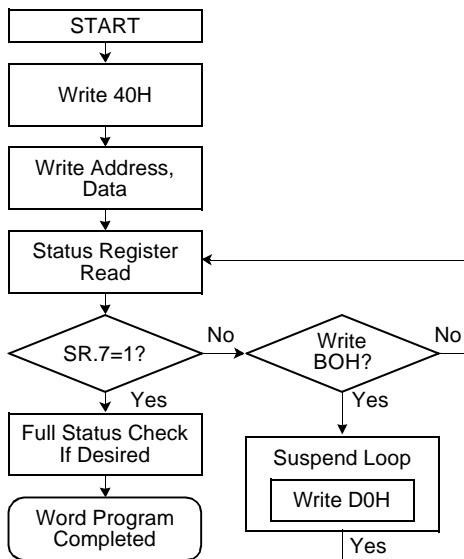 START
Write 40H
Write Address,
Data
Status Register
Read
SR.7=1?
No
Write
BOH?
No
Yes
Yes
Full Status Check
If Desired
Suspend Loop
Write D0H
Word Program
Completed
Yes